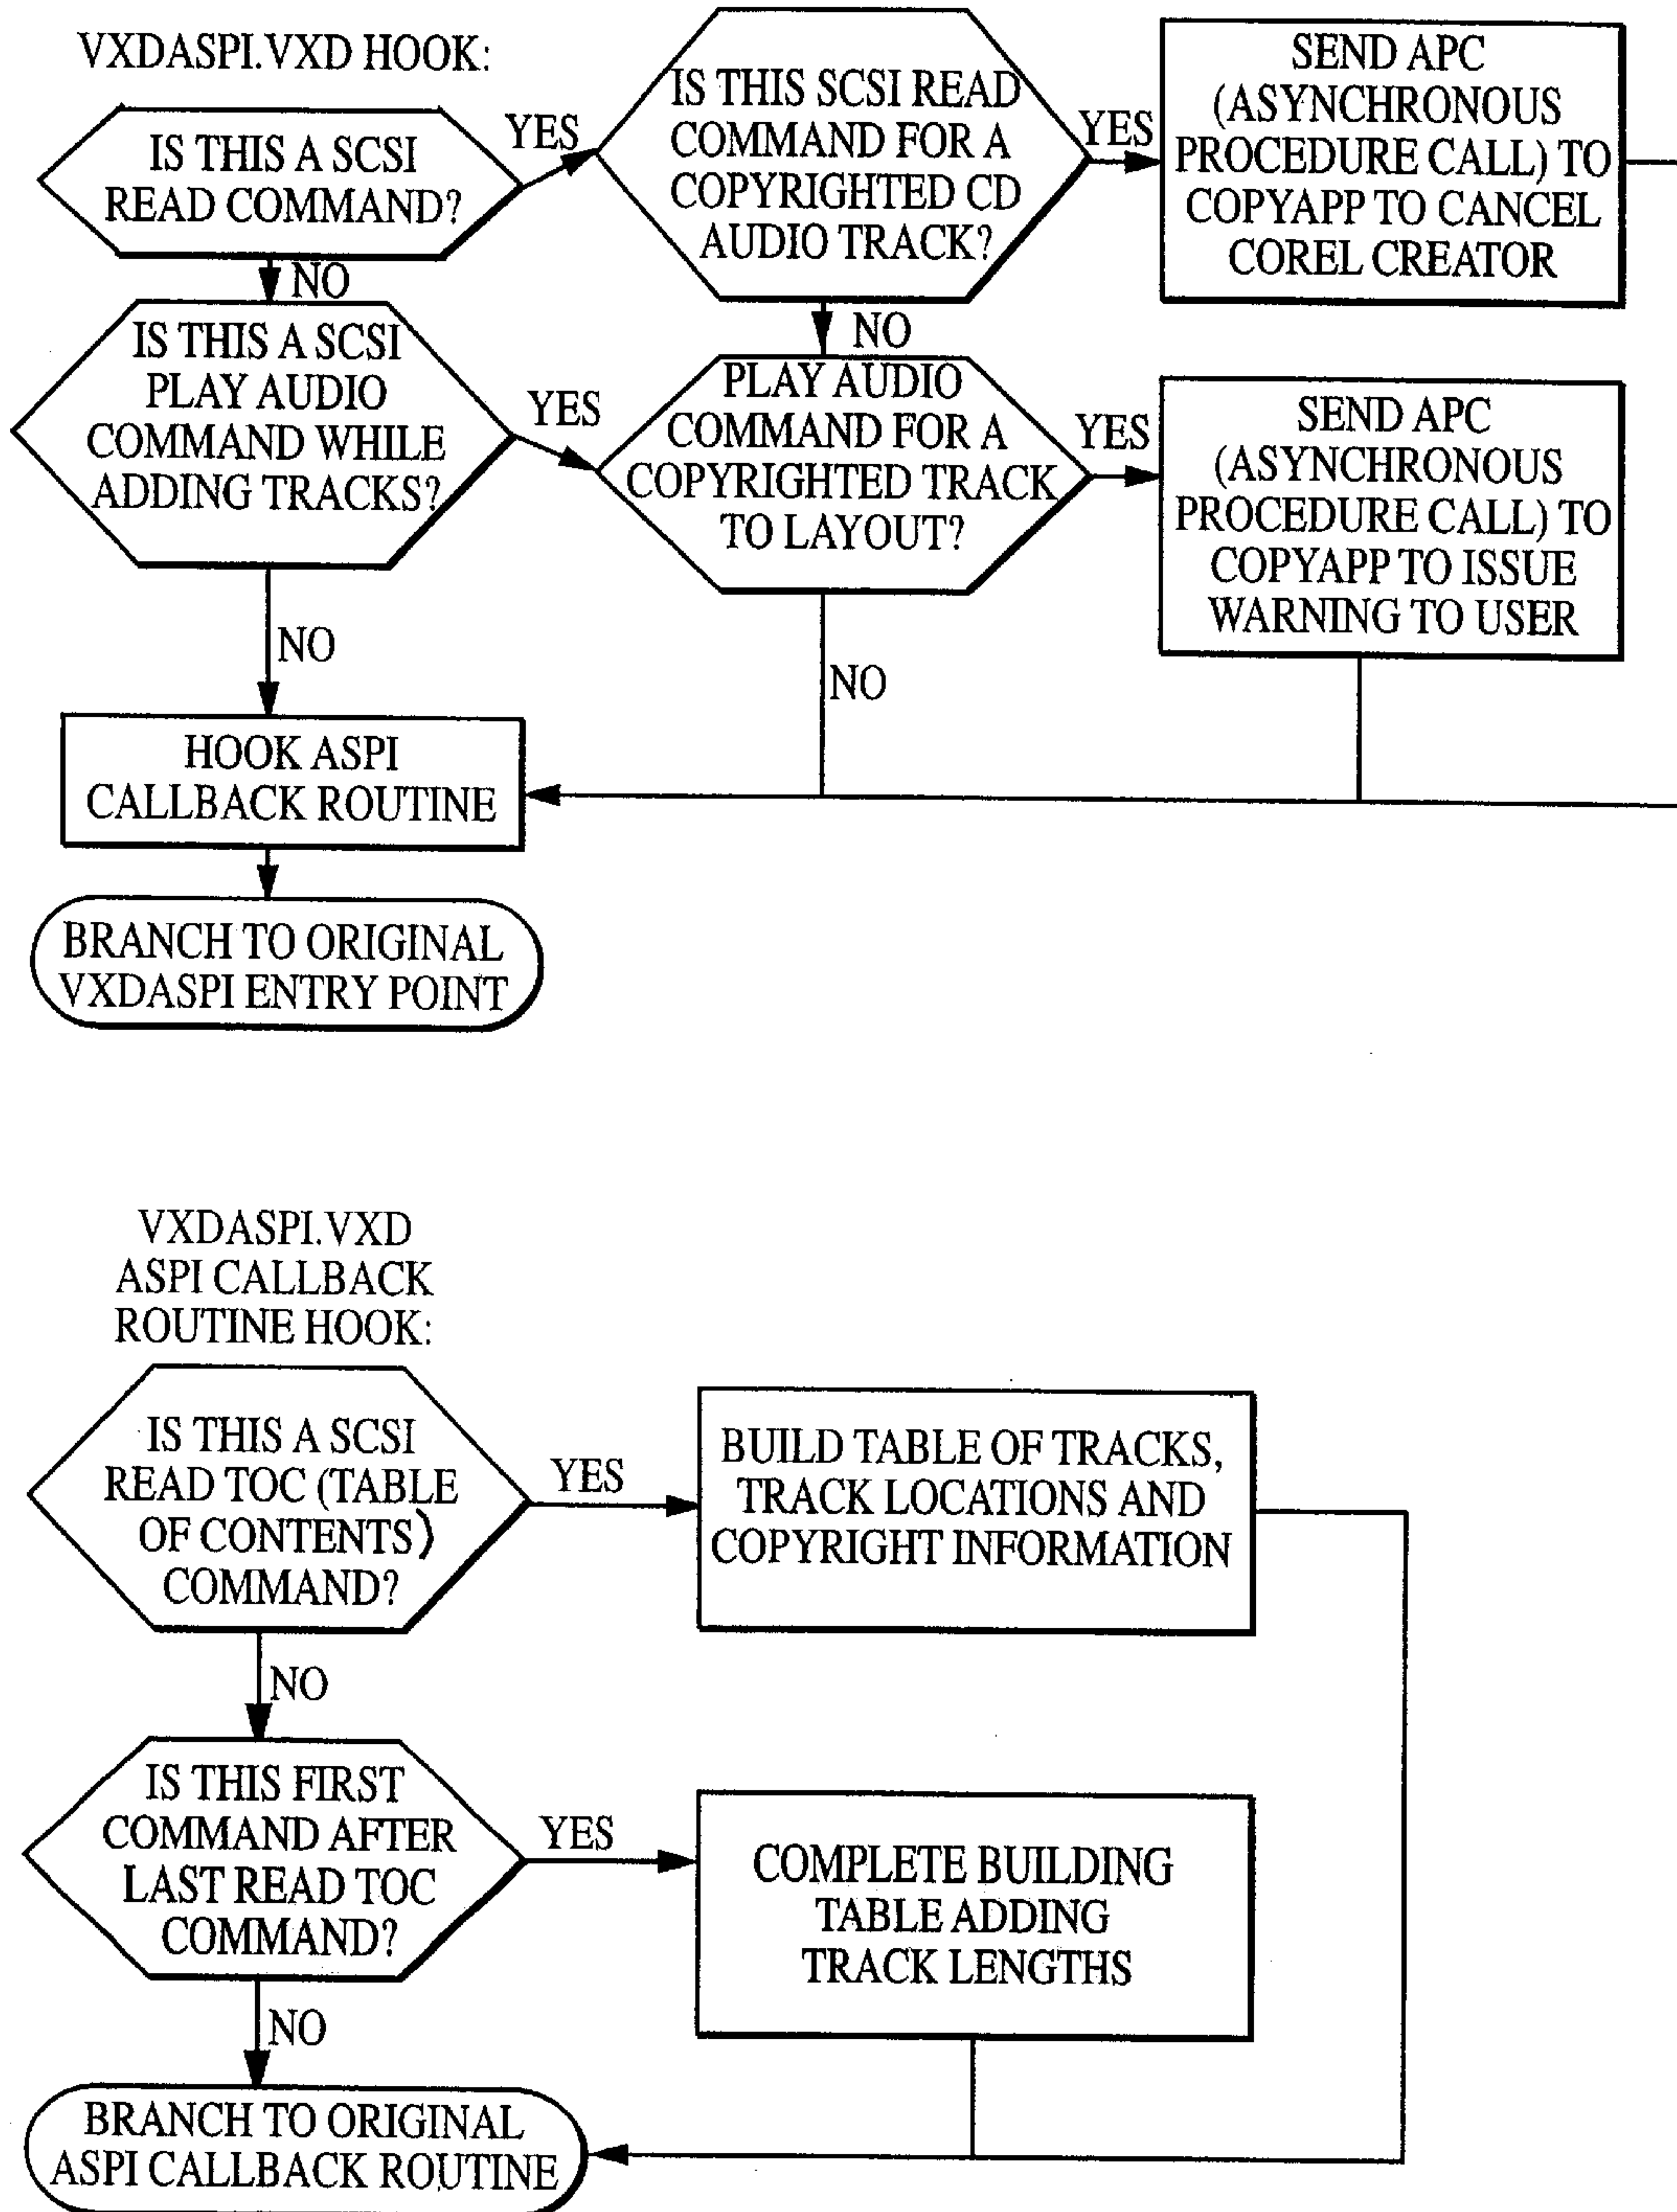 VXDASPI.VXD HOOK:
IS THIS A SCSI
READ COMMAND?
YES
IS THIS SCSI READ
COMMAND FOR A
COPYRIGHTED CD
AUDIO TRACK?
YES
SEND APC
(ASYNCHRONOUS
PROCEDURE CALL) TO
COPYAPP TO CANCEL
COREL CREATOR
NO
NO
IS THIS A SCSI
PLAY AUDIO
COMMAND WHILE
ADDING TRACKS?
YES
PLAY AUDIO
COMMAND FOR A
COPYRIGHTED TRACK
TO LAYOUT?
YES
SEND APC
(ASYNCHRONOUS
PROCEDURE CALL) TO
COPYAPP TO ISSUE
WARNING TO USER
NO
NO
HOOK ASPI
CALLBACK ROUTINE
BRANCH TO ORIGINAL
VXDASPI ENTRY POINT
VXDASPI.VXD
ASPI CALLBACK
ROUTINE HOOK:
IS THIS A SCSI
READ TOC (TABLE
OF CONTENTS)
COMMAND?
YES
BUILD TABLE OF TRACKS,
TRACK LOCATIONS AND
COPYRIGHT INFORMATION
NO
IS THIS FIRST
COMMAND AFTER
LAST READ TOC
COMMAND?
YES
COMPLETE BUILDING
TABLE ADDING
TRACK LENGTHS
NO
BRANCH TO ORIGINAL
ASPI CALLBACK ROUTINE